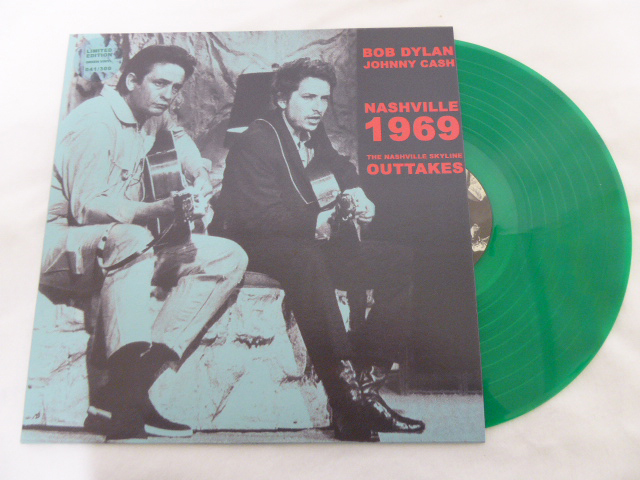 LIMITED
EDITION
BOB DYLAN
JOHNNY CASH
NASHVILLE
1969
THE NASHVILLE SKYLINE
OUTTAKES